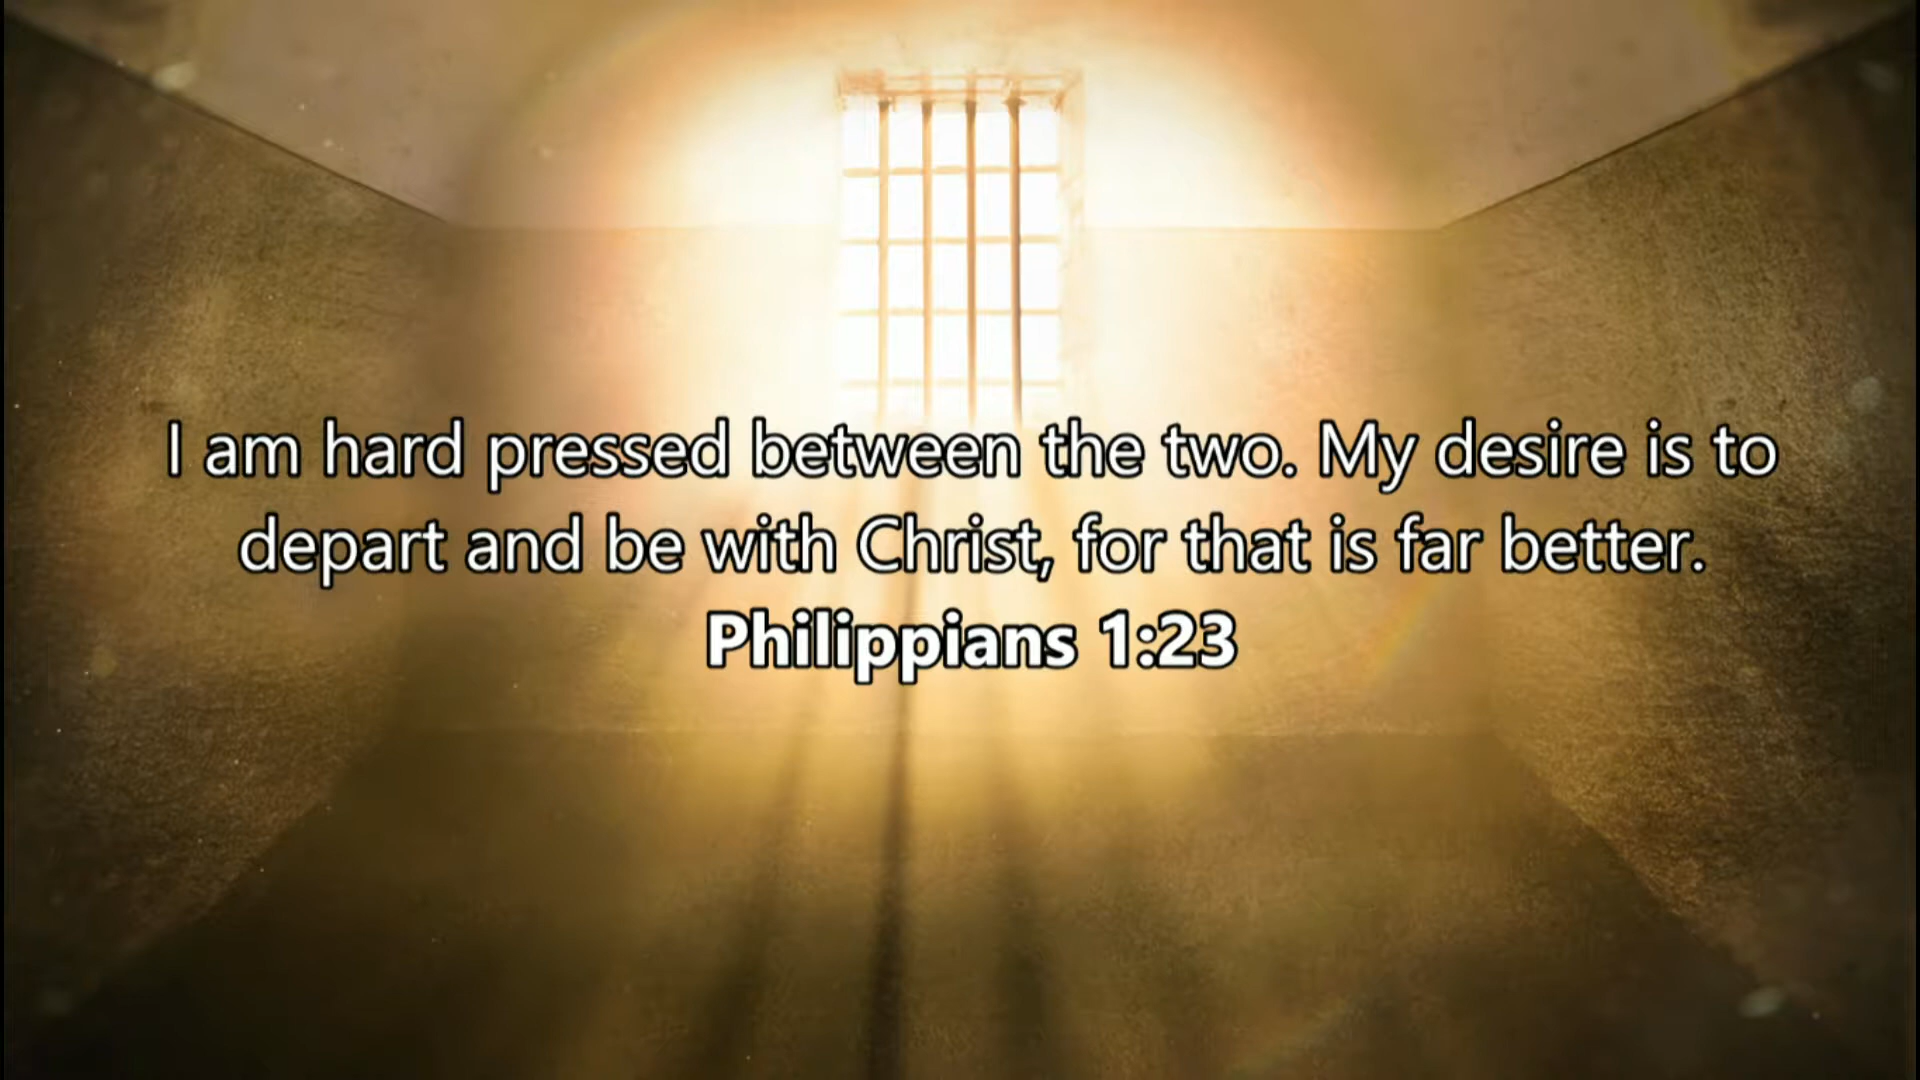 I am hard pressed between the two. My desire is to
depart and be with Christ, for that is far better.
Philippians 1:23